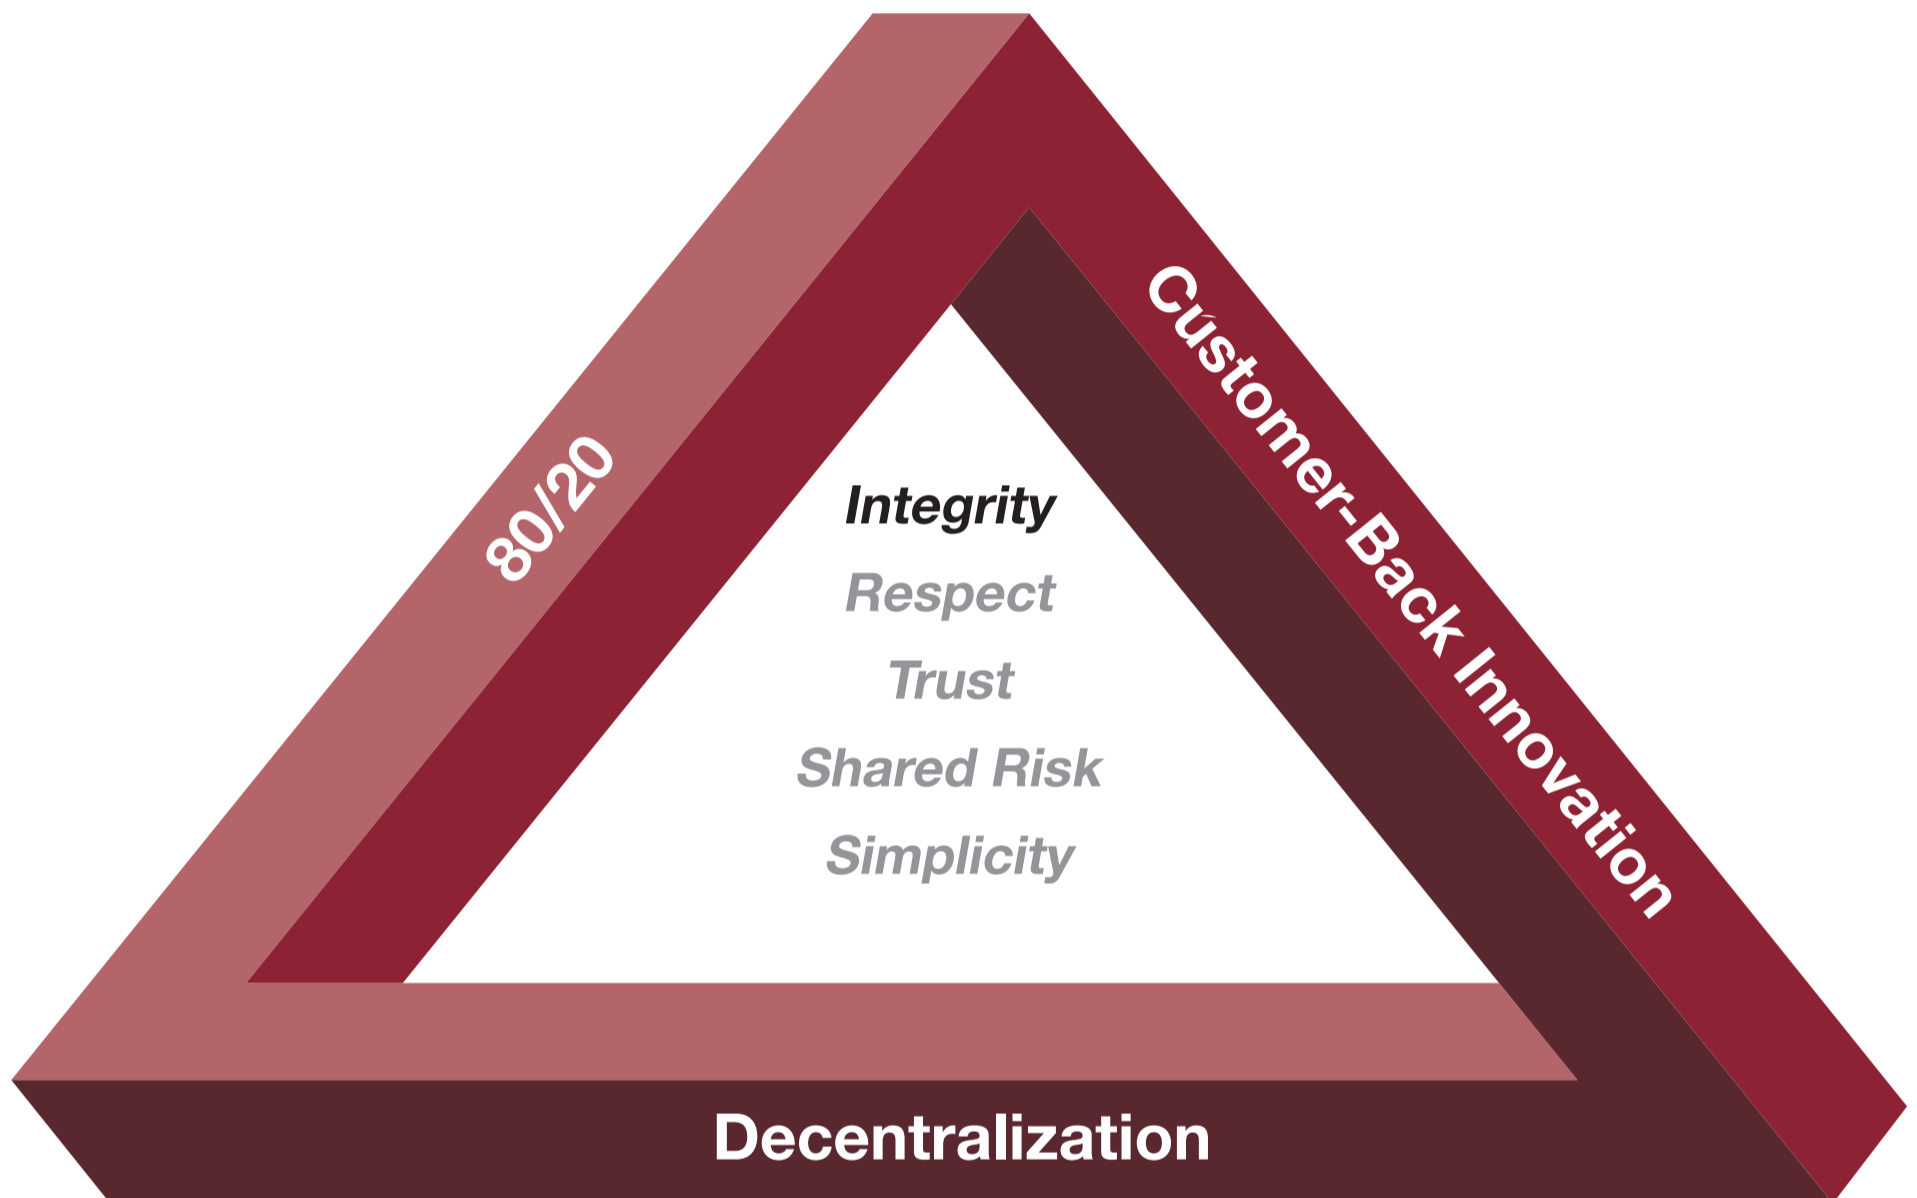 80/20
Customer-Back Innovation
Integrity
Respect
Trust
Shared Risk
Simplicity
Decentralization